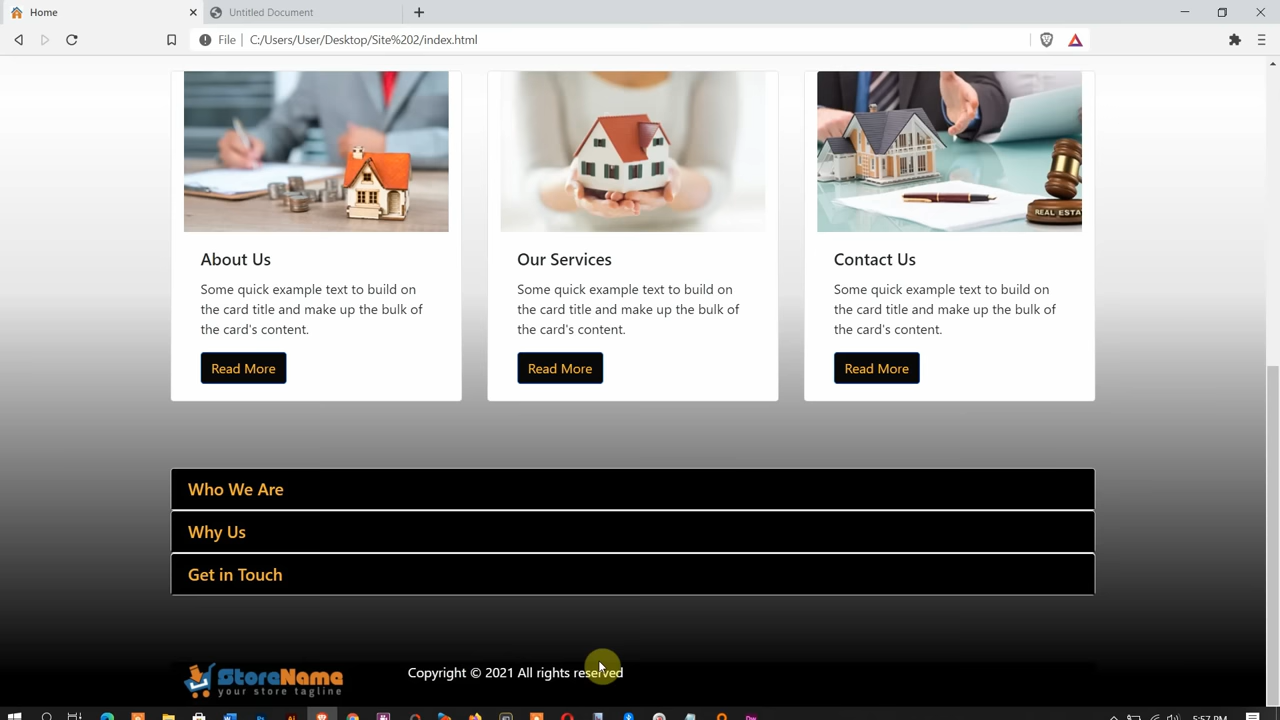 Home
Untitled Document
File
C:/Users/User/Desktop/Site%202/index.html
REAL ESTA
About Us
Some quick example text to build on
the card title and make up the bulk of
the card's content.
Read More
Our Services
Some quick example text to build on
the card title and make up the bulk of
the card's content.
Read More
Contact Us
Some quick example text to build on
the card title and make up the bulk of
the card's content.
Read More
Who We Are
Why Us
Get in Touch
StoreName
your store tagline
Copyright © 2021 All rights reserved
5:57 PM